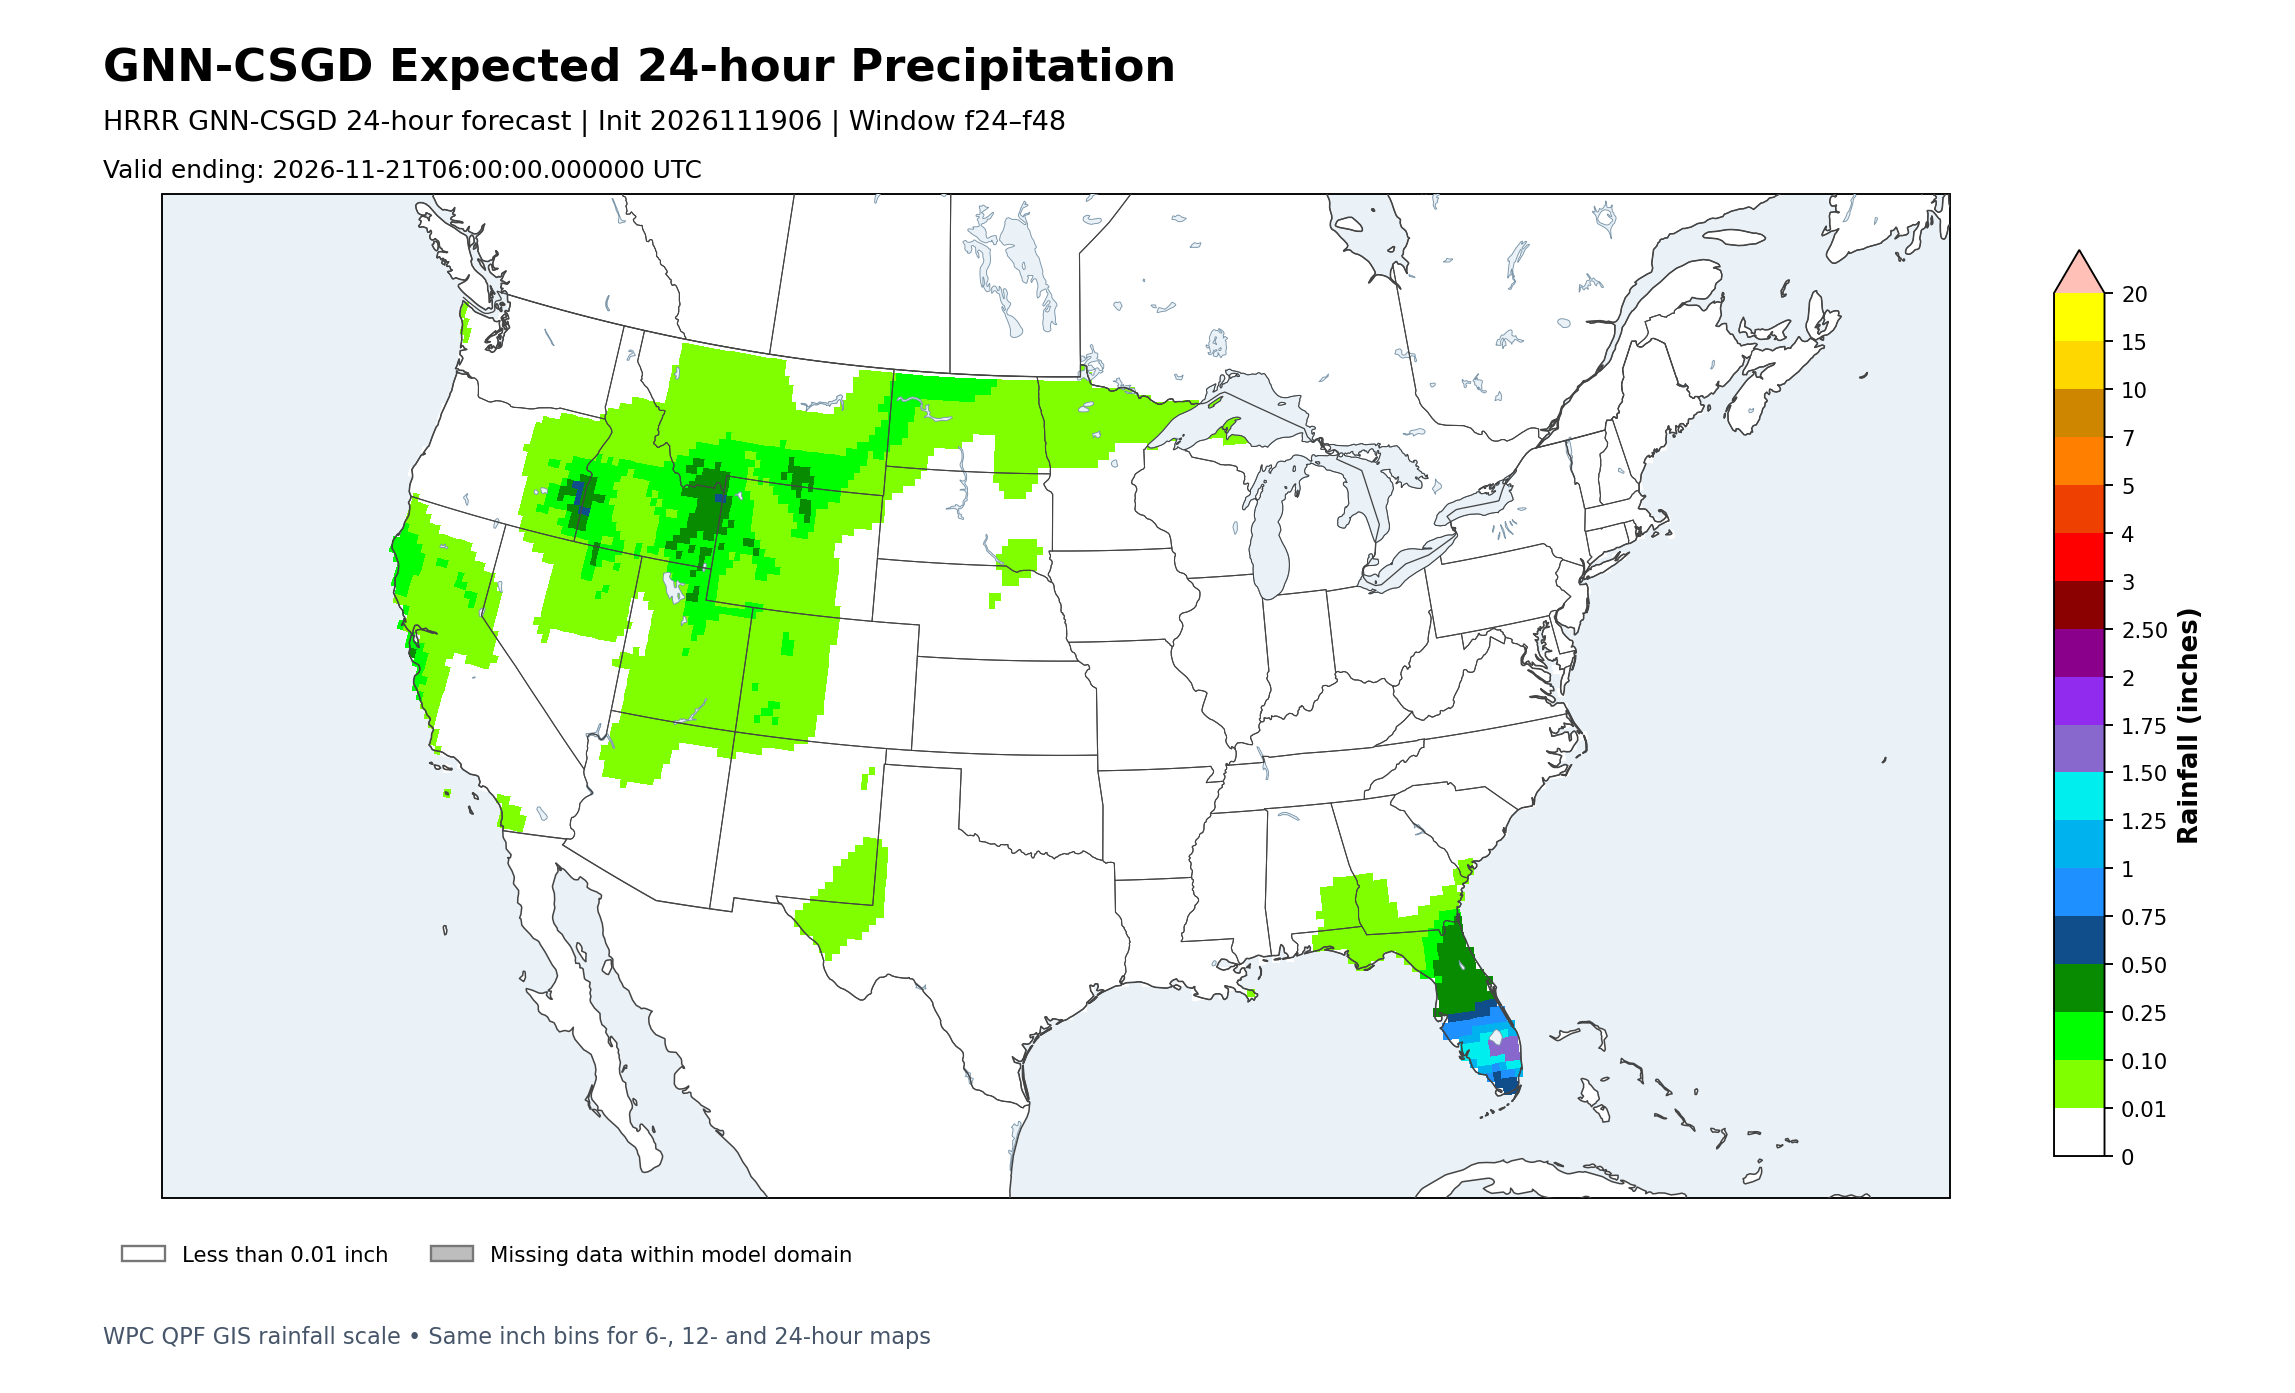 GNN-CSGD Expected 24-hour Precipitation
HRRR GNN-CSGD 24-hour forecast | Init 2026111906 | Window f24–f48
Valid ending: 2026-11-21T06:00:00.000000 UTC
20
15
10
7
5
4
3
2.50
2
1.75
1.50
1.25
1
0.75
0.50
0.25
0.10
0.01
0
Rainfall (inches)
Less than 0.01 inch
Missing data within model domain
WPC QPF GIS rainfall scale • Same inch bins for 6-, 12- and 24-hour maps